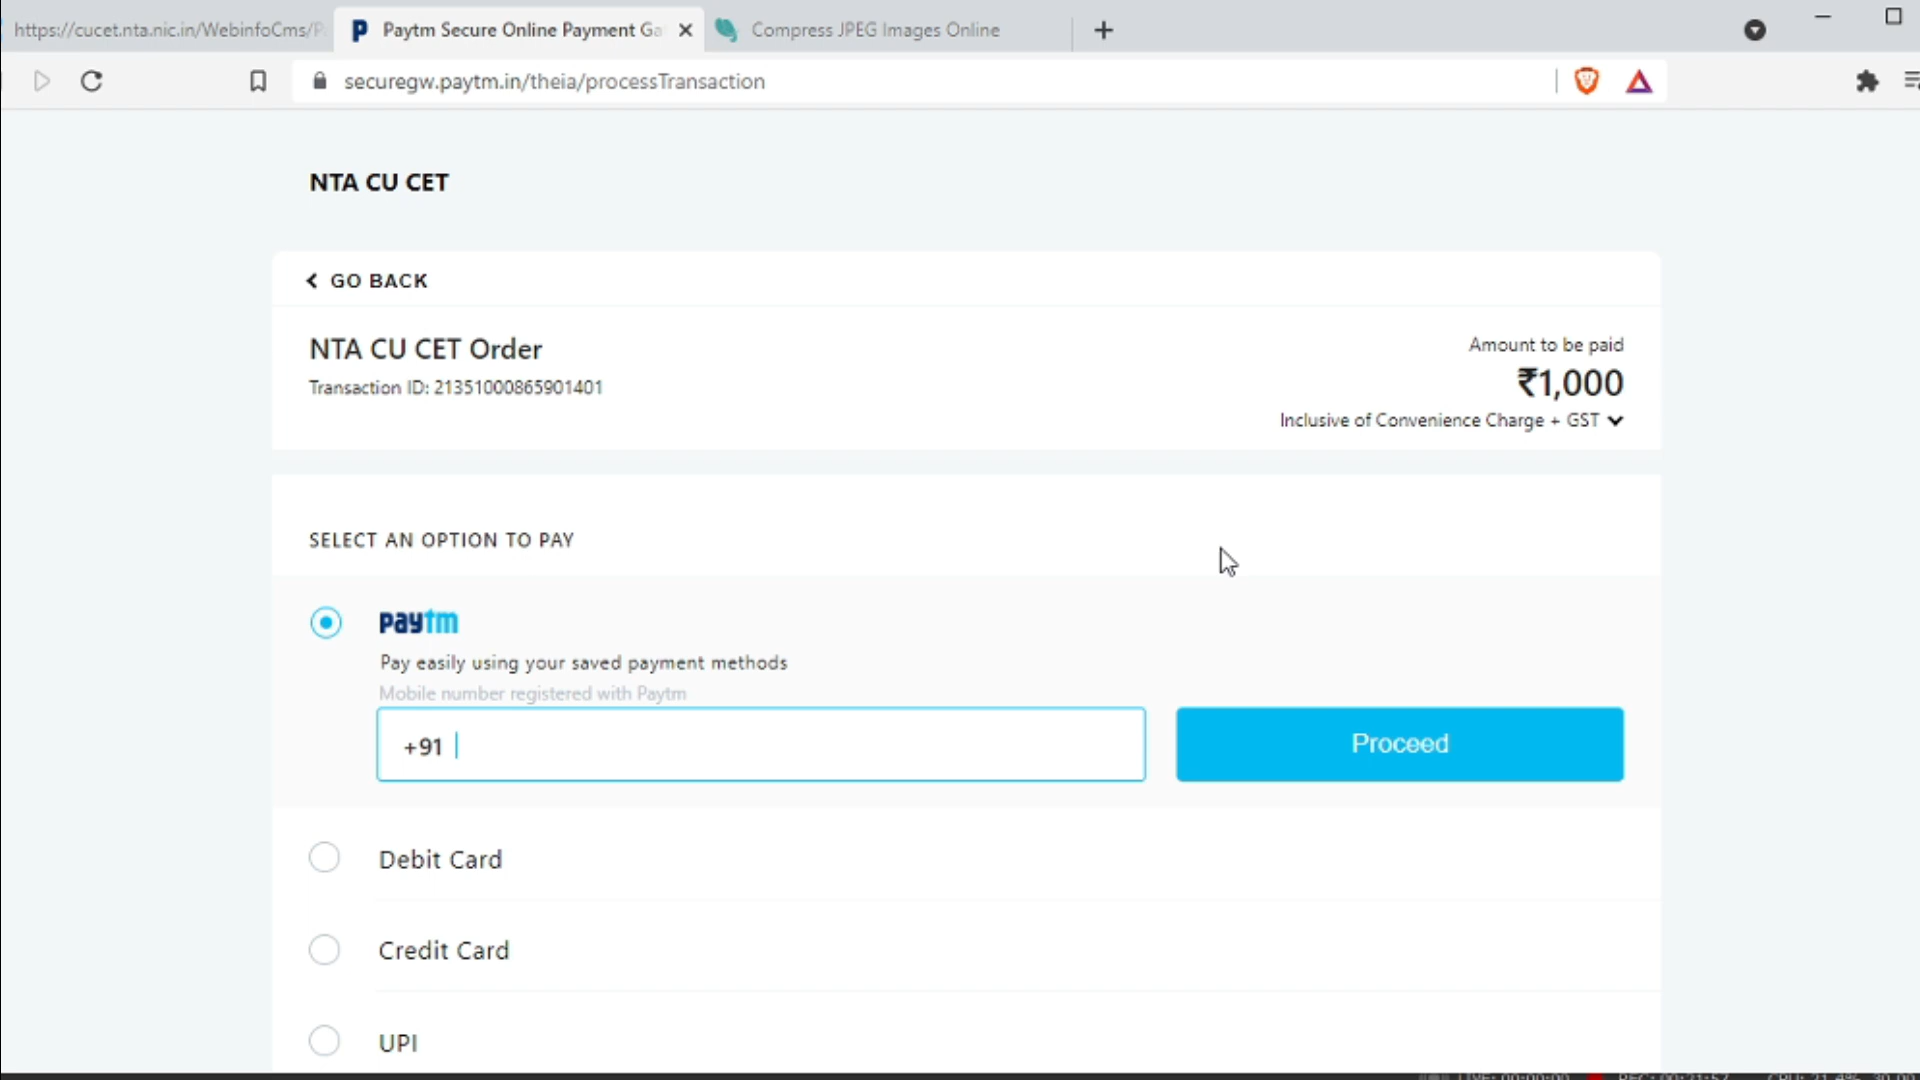 https://cucet.nta.nic.in/WebinfoCms/P
Paytm Secure Online Payment Ga
Compress JPEG Images Online
securegw.paytm.in/theia/processTransaction
NTA CU CET
GO BACK
NTA CU CET Order
Transaction ID: 21351000865901401
Amount to be paid
₹1,000
Inclusive of Convenience Charge + GST
SELECT AN OPTION TO PAY
paytm
Pay easily using your saved payment methods
Mobile number registered with Paytm
+91
Proceed
Debit Card
Credit Card
UPI